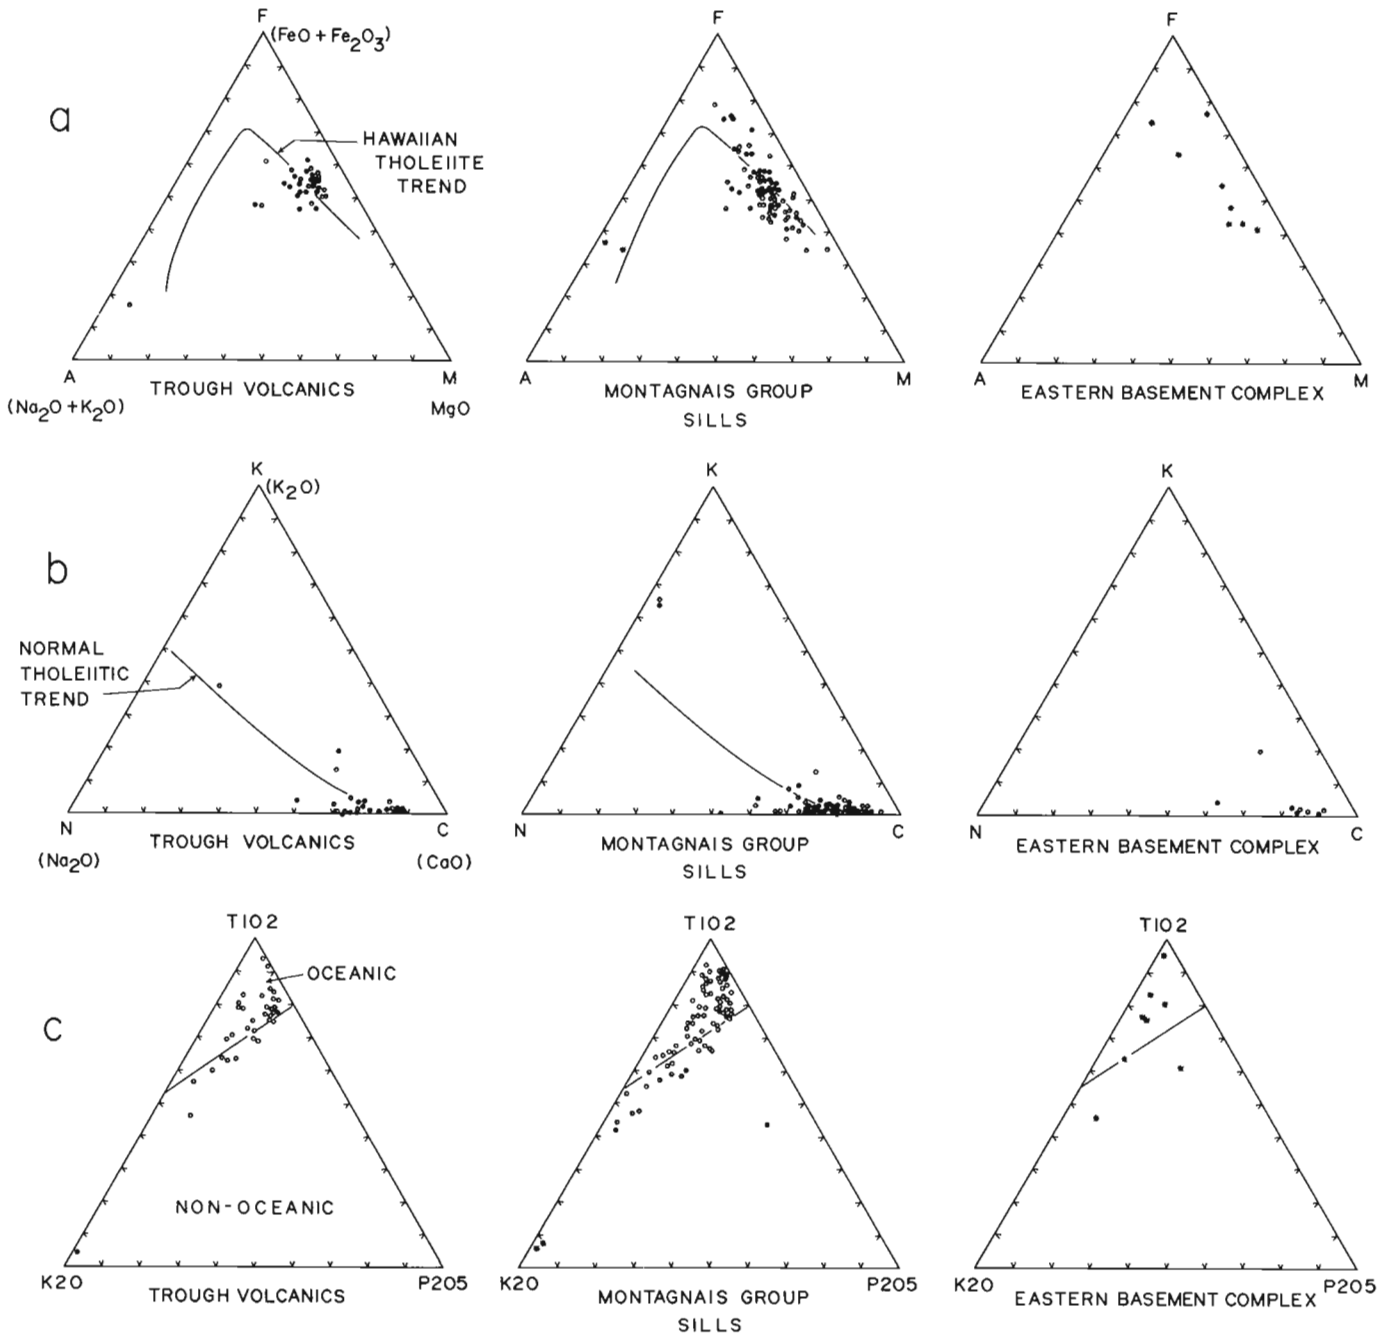 a
F
(FeO + Fe2O3)
HAWAIIAN
THOLEIITE
TREND
A
M
(Na2O + K2O)
MgO
TROUGH VOLCANICS
F
A
M
MONTAGNAIS GROUP
SILLS
F
A
M
EASTERN BASEMENT COMPLEX
b
K
(K2O)
NORMAL
THOLEIITIC
TREND
N
C
(Na2O)
(CaO)
TROUGH VOLCANICS
K
N
C
MONTAGNAIS GROUP
SILLS
K
N
C
EASTERN BASEMENT COMPLEX
c
TIO2
OCEANIC
NON-OCEANIC
K2O
P2O5
TROUGH VOLCANICS
TIO2
K2O
P2O5
MONTAGNAIS GROUP
SILLS
TIO2
K2O
P2O5
EASTERN BASEMENT COMPLEX